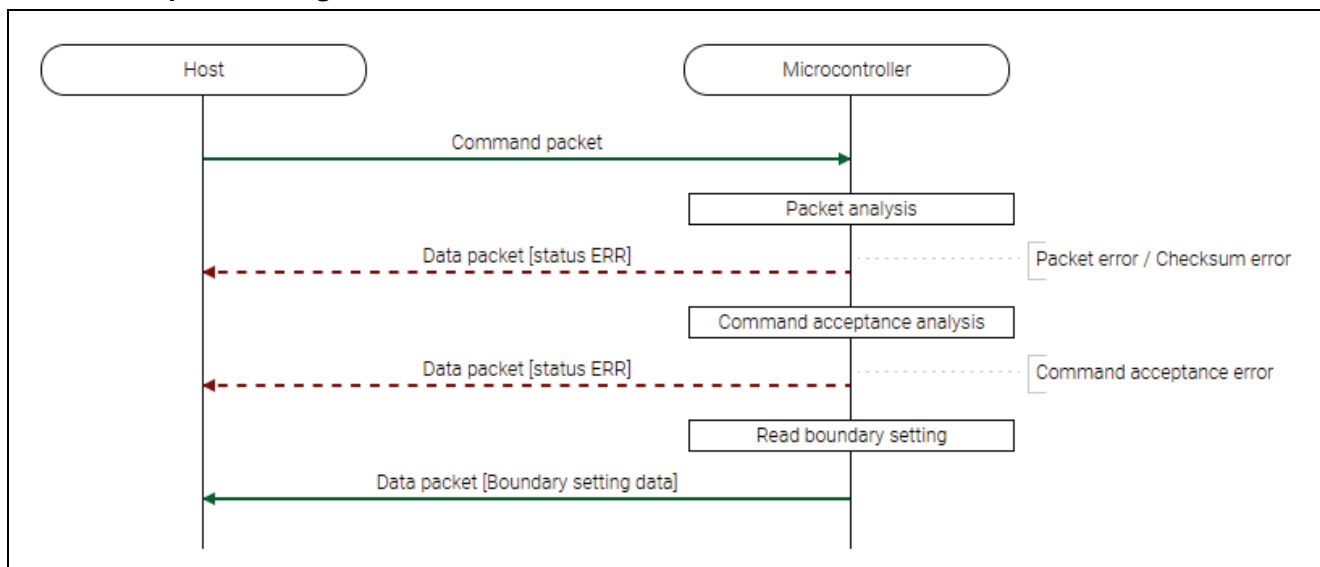 Host
Microcontroller
Command packet
Packet analysis
Data packet [status ERR]
Packet error / Checksum error
Command acceptance analysis
Data packet [status ERR]
Command acceptance error
Read boundary setting
Data packet [Boundary setting data]